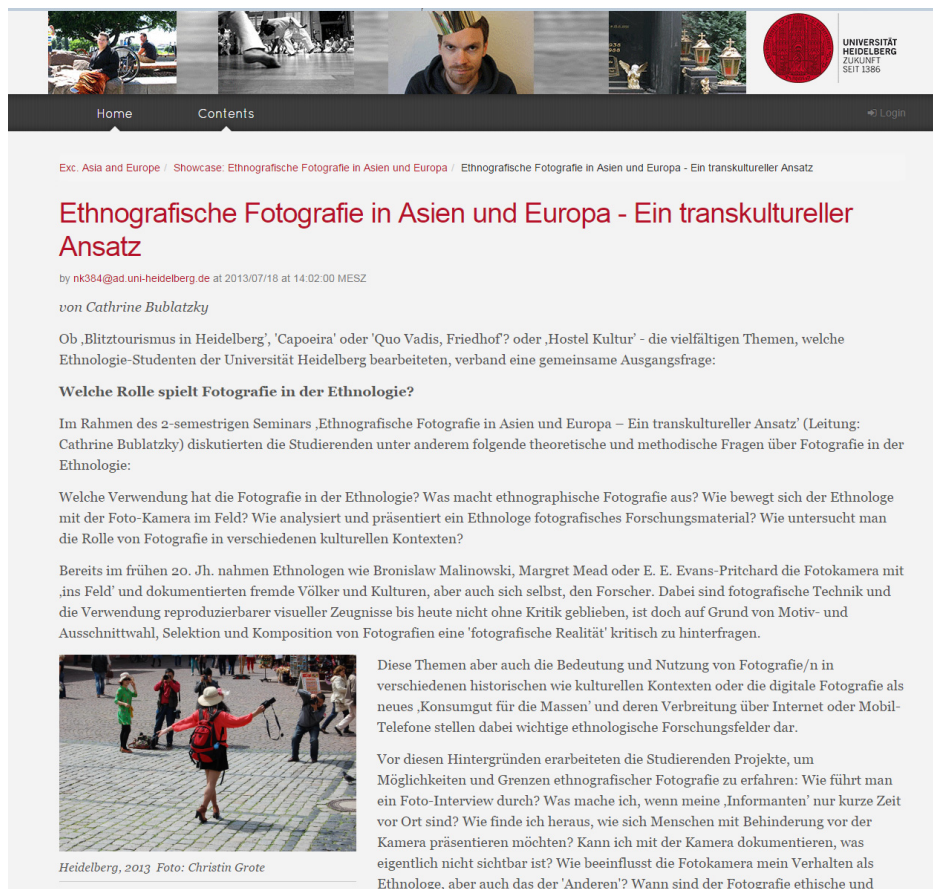 UNIVERSITÄT
HEIDELBERG
ZUKUNFT
SEIT 1386
Home
Contents
Login
Exc. Asia and Europe / Showcase: Ethnografische Fotografie in Asien und Europa / Ethnografische Fotografie in Asien und Europa - Ein transkultureller Ansatz
Ethnografische Fotografie in Asien und Europa - Ein transkultureller
Ansatz
by nk384@ad.uni-heidelberg.de at 2013/07/18 at 14:02:00 MESZ
von Cathrine Bublatzky
Ob ‚Blitztourismus in Heidelberg’, 'Capoeira' oder 'Quo Vadis, Friedhof'? oder ‚Hostel Kultur’ - die vielfältigen Themen, welche
Ethnologie-Studenten der Universität Heidelberg bearbeiteten, verband eine gemeinsame Ausgangsfrage:
Welche Rolle spielt Fotografie in der Ethnologie?
Im Rahmen des 2-semestrigen Seminars ‚Ethnografische Fotografie in Asien und Europa – Ein transkultureller Ansatz’ (Leitung:
Cathrine Bublatzky) diskutierten die Studierenden unter anderem folgende theoretische und methodische Fragen über Fotografie in der
Ethnologie:
Welche Verwendung hat die Fotografie in der Ethnologie? Was macht ethnographische Fotografie aus? Wie bewegt sich der Ethnologe
mit der Foto-Kamera im Feld? Wie analysiert und präsentiert ein Ethnologe fotografisches Forschungsmaterial? Wie untersucht man
die Rolle von Fotografie in verschiedenen kulturellen Kontexten?
Bereits im frühen 20. Jh. nahmen Ethnologen wie Bronislaw Malinowski, Margret Mead oder E. E. Evans-Pritchard die Fotokamera mit
‚ins Feld’ und dokumentierten fremde Völker und Kulturen, aber auch sich selbst, den Forscher. Dabei sind fotografische Technik und
die Verwendung reproduzierbarer visueller Zeugnisse bis heute nicht ohne Kritik geblieben, ist doch auf Grund von Motiv- und
Ausschnittwahl, Selektion und Komposition von Fotografien eine 'fotografische Realität' kritisch zu hinterfragen.
Diese Themen aber auch die Bedeutung und Nutzung von Fotografie/n in
verschiedenen historischen wie kulturellen Kontexten oder die digitale Fotografie als
neues ‚Konsumgut für die Massen’ und deren Verbreitung über Internet oder Mobil-
Telefone stellen dabei wichtige ethnologische Forschungsfelder dar.
Vor diesen Hintergründen erarbeiteten die Studierenden Projekte, um
Möglichkeiten und Grenzen ethnografischer Fotografie zu erfahren: Wie führt man
ein Foto-Interview durch? Was mache ich, wenn meine ‚Informanten’ nur kurze Zeit
vor Ort sind? Wie finde ich heraus, wie sich Menschen mit Behinderung vor der
Kamera präsentieren möchten? Kann ich mit der Kamera dokumentieren, was
eigentlich nicht sichtbar ist? Wie beeinflusst die Fotokamera mein Verhalten als
Ethnologe, aber auch das der 'Anderen'? Wann sind der Fotografie ethische und
Heidelberg, 2013 Foto: Christin Grote